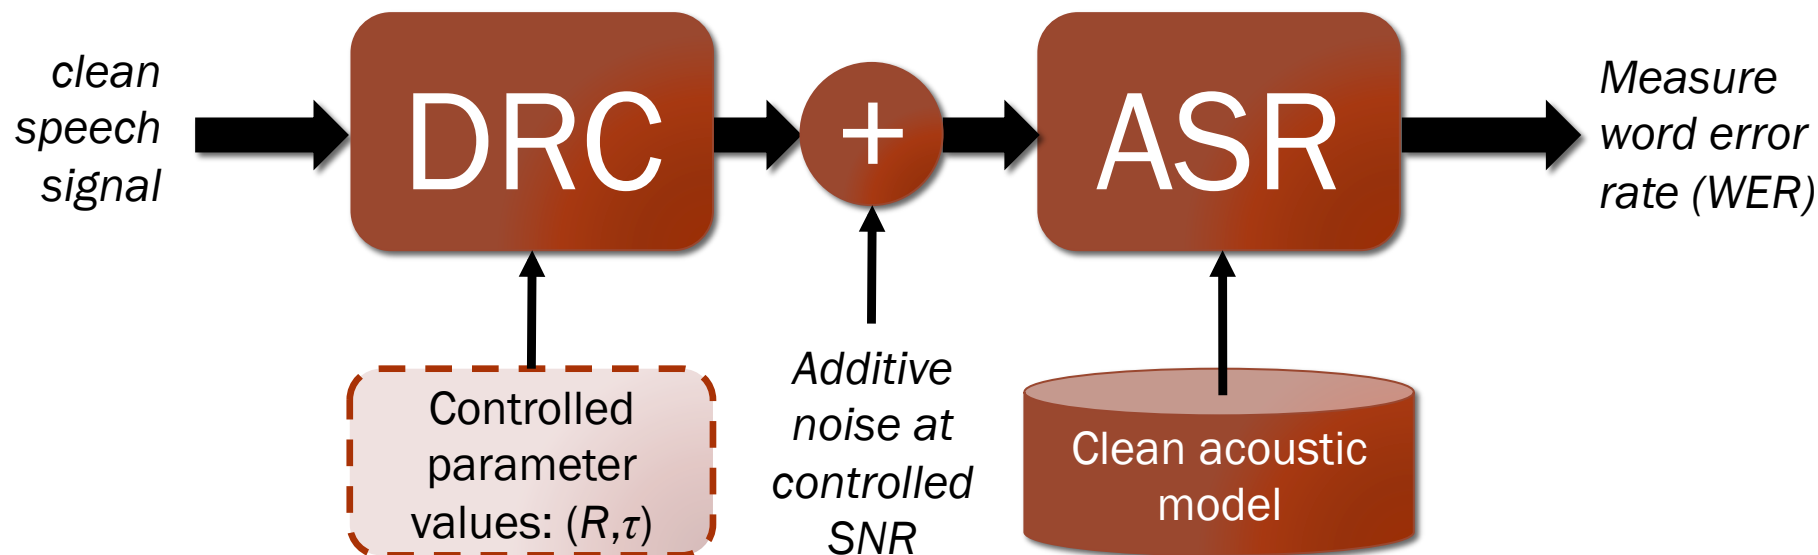 clean
speech
signal
DRC
+
ASR
Measure
word error
rate (WER)
Controlled
parameter
values: (R,τ)
Additive
noise at
controlled
SNR
Clean acoustic
model